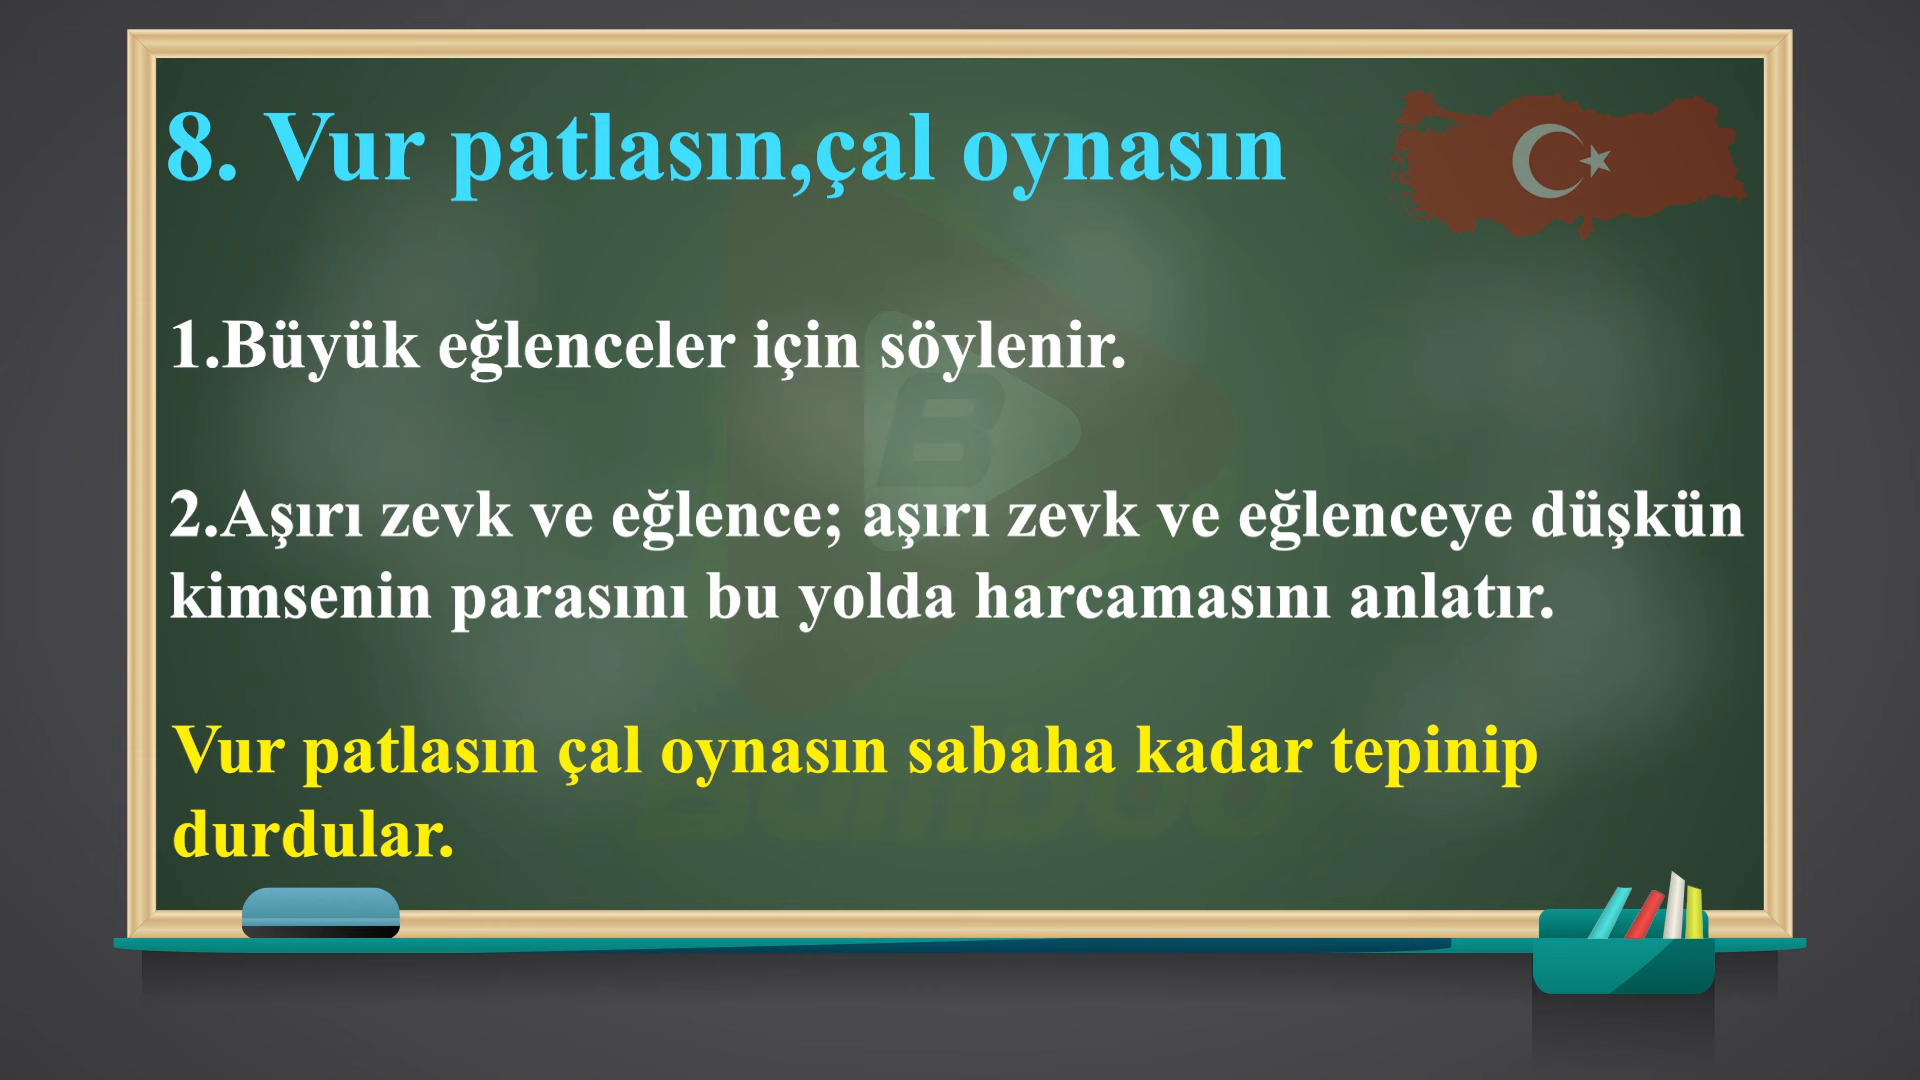 8. Vur patlasın,çal oynasın
1.Büyük eğlenceler için söylenir.
2.Aşırı zevk ve eğlence; aşırı zevk ve eğlenceye düşkün
kimsenin parasını bu yolda harcamasını anlatır.
Vur patlasın çal oynasın sabaha kadar tepinip
durdular.